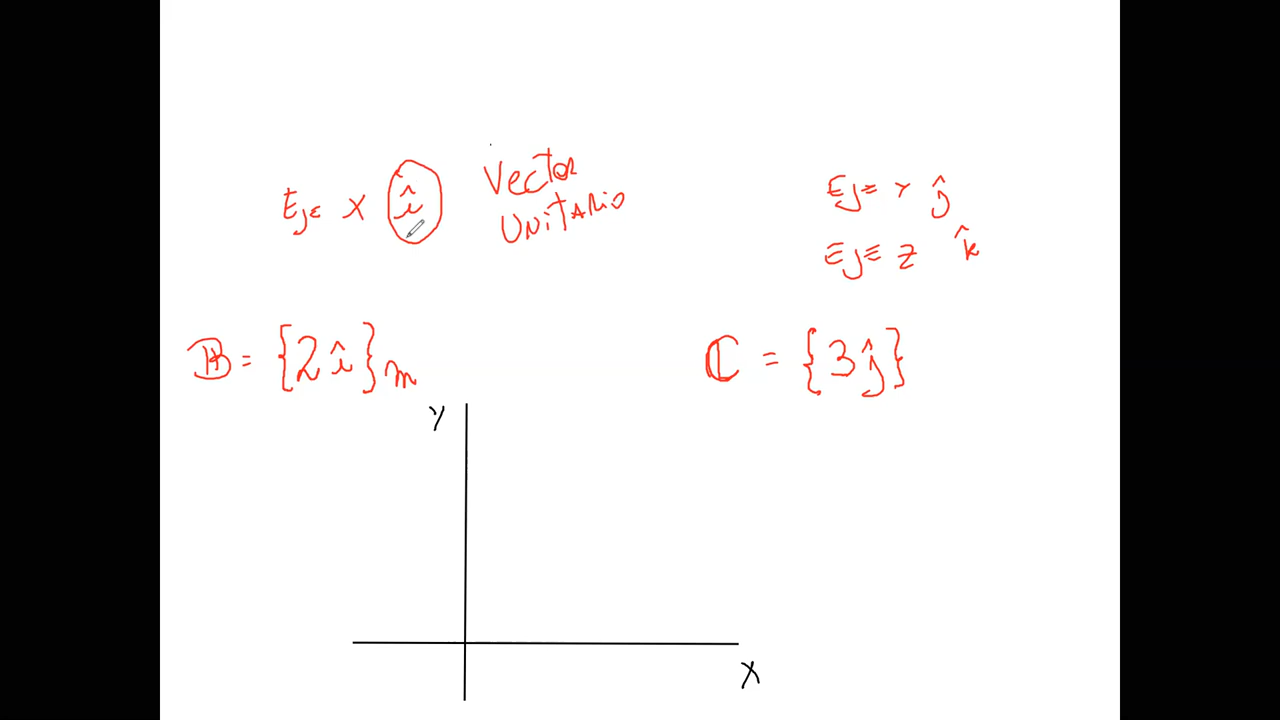 Eje X î Vector
Unitario
Eje Y ĵ
Eje Z k̂
𝔹 = {2î}m
ℂ = {3ĵ}
Y
X